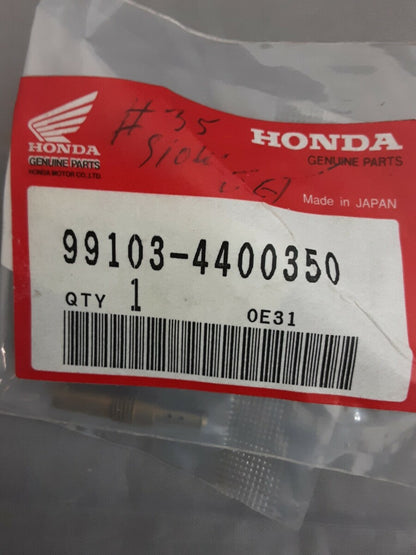 HONDA
GENUINE PARTS
HONDA MOTOR CO., LTD.
#35
Slow
JET
HONDA
GENUINE PARTS
Made in JAPAN
99103-4400350
QTY 1
0E31